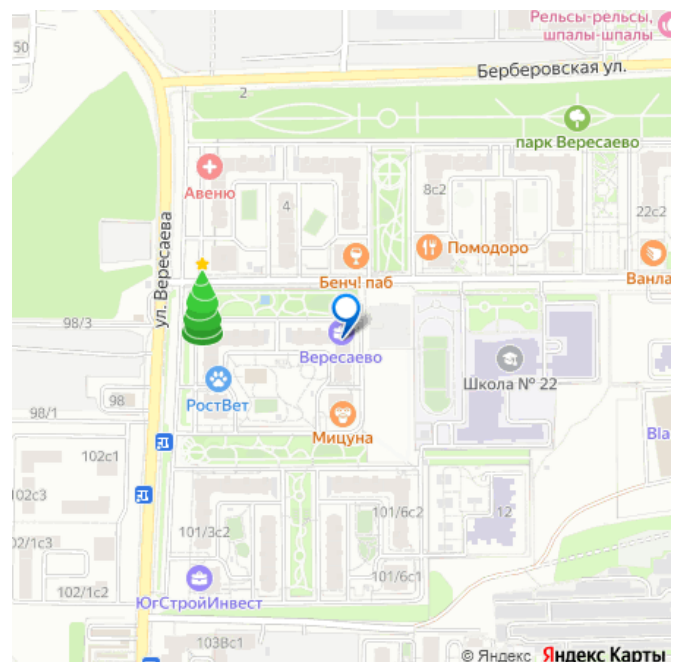 Рельсы-рельсы,
шпалы-шпалы
50
Берберовская ул.
2
парк Вересаево
Авеню
4
8с2
22с2
ул. Вересаева
Помодоро
Бенч! паб
Ванла
98/3
Вересаево
Школа № 22
98
РостВет
98/1
Мицуна
Bla
102с1
102с3
101/3с2
101/6с2
12
02/1с3
101/6с1
102/1с2
ЮгСтройИнвест
103Вс1
© Яндекс Яндекс Карты